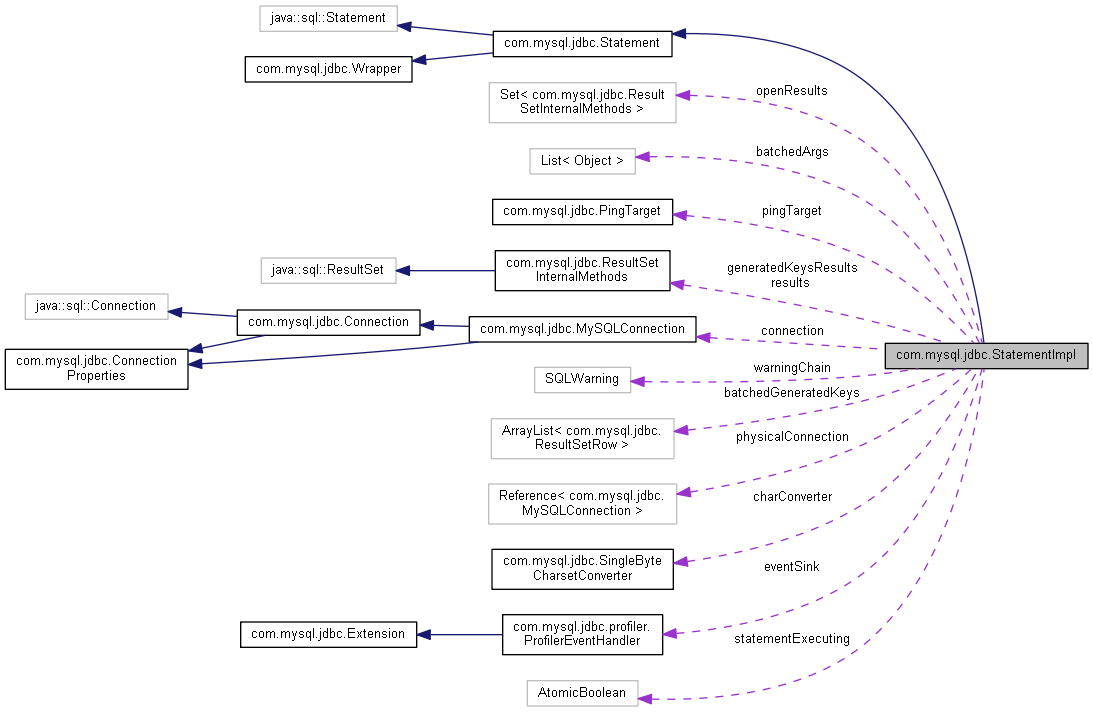 java::sql::Statement
com.mysql.jdbc.Statement
com.mysql.jdbc.Wrapper
Set< com.mysql.jdbc.Result
SetInternalMethods >
openResults
List< Object >
batchedArgs
com.mysql.jdbc.PingTarget
pingTarget
java::sql::ResultSet
com.mysql.jdbc.ResultSet
InternalMethods
generatedKeysResults
results
java::sql::Connection
com.mysql.jdbc.Connection
com.mysql.jdbc.MySQLConnection
connection
com.mysql.jdbc.StatementImpl
com.mysql.jdbc.Connection
Properties
SQLWarning
warningChain
batchedGeneratedKeys
ArrayList< com.mysql.jdbc.
ResultSetRow >
physicalConnection
Reference< com.mysql.jdbc.
MySQLConnection >
charConverter
com.mysql.jdbc.SingleByte
CharsetConverter
eventSink
com.mysql.jdbc.Extension
com.mysql.jdbc.profiler.
ProfilerEventHandler
statementExecuting
AtomicBoolean